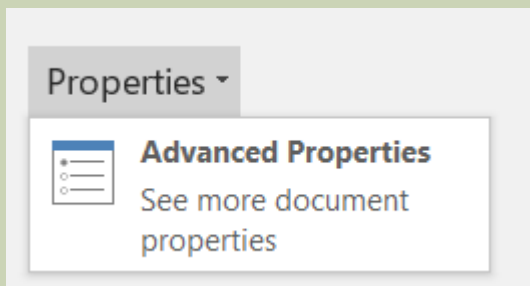 Properties
Advanced Properties
See more document
properties